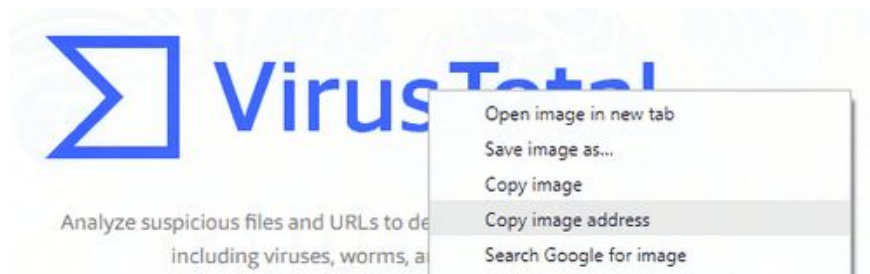 VirusTotal
Open image in new tab
Save image as...
Copy image
Copy image address
Search Google for image
Analyze suspicious files and URLs to de
including viruses, worms, a